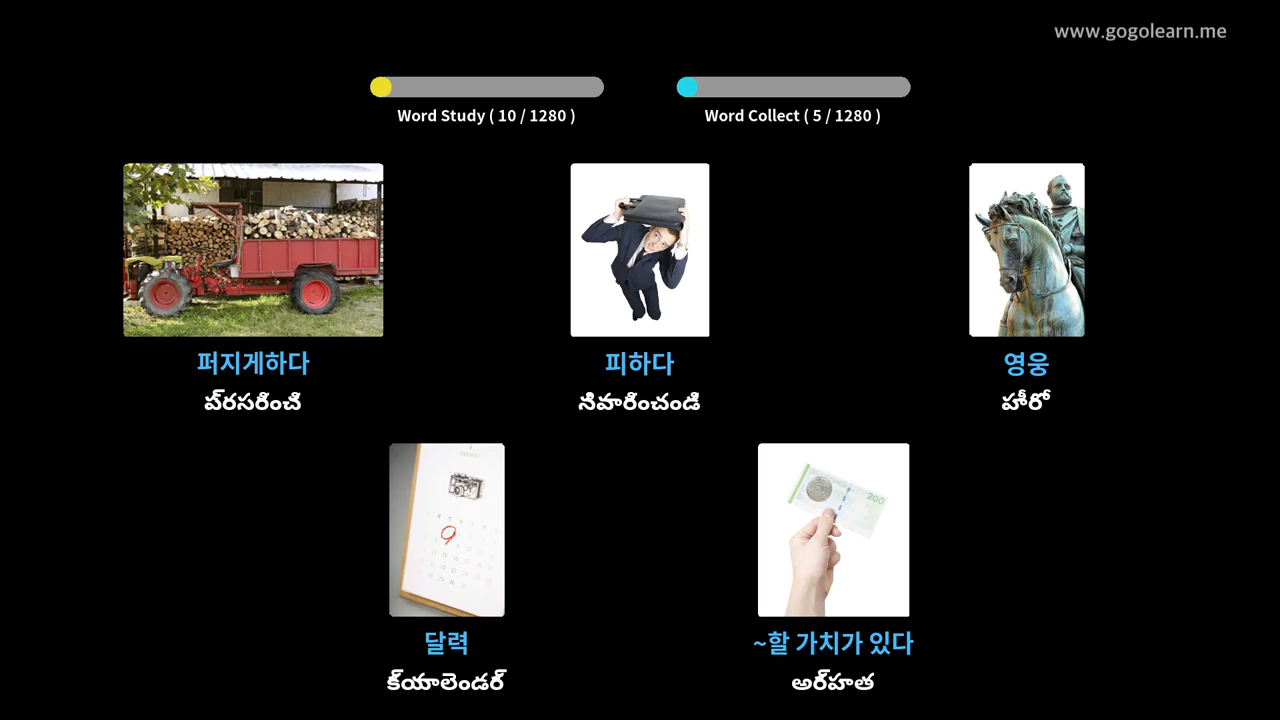 www.gogolearn.me
Word Study ( 10 / 1280 )
Word Collect ( 5 / 1280 )
퍼지게하다
ప్రసరించి
피하다
నివారించండి
영웅
హీరో
달력
క్యాలెండర్
~할 가치가 있다
అర్హత
200